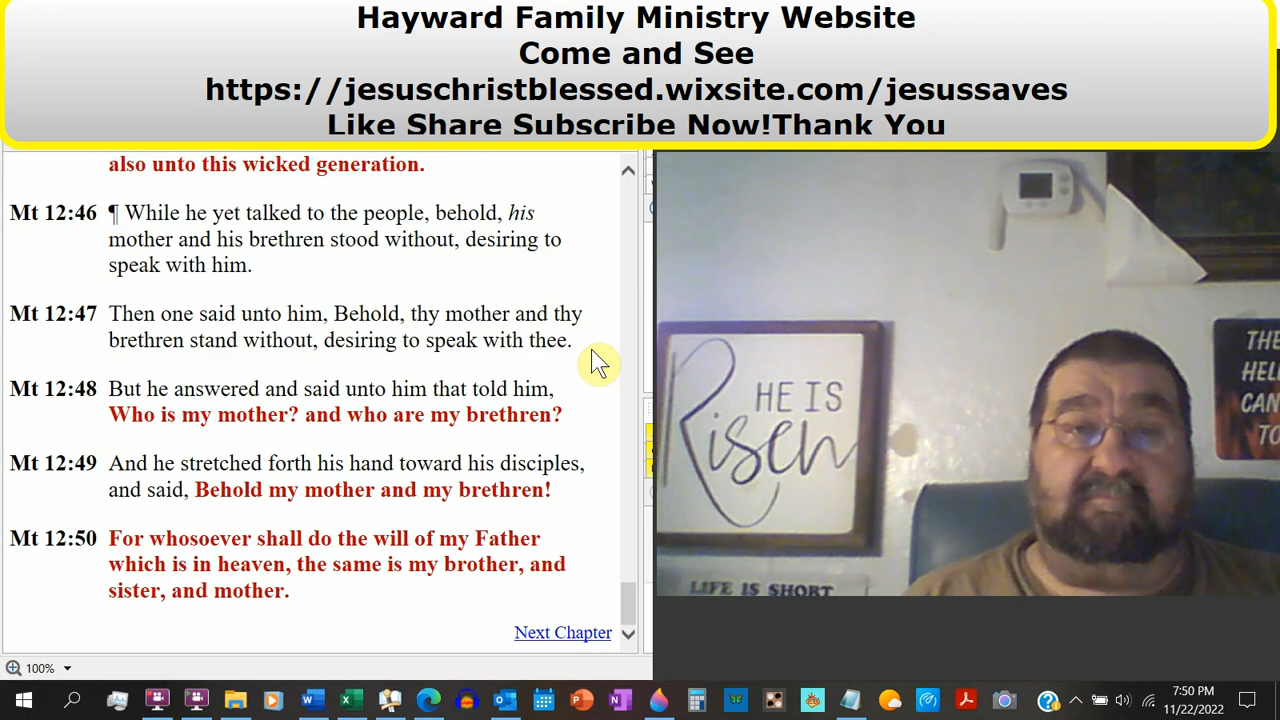 Hayward Family Ministry Website
Come and See
https://jesuschristblessed.wixsite.com/jesussaves
Like Share Subscribe Now!Thank You
also unto this wicked generation.
Mt 12:46 ¶ While he yet talked to the people, behold, his
mother and his brethren stood without, desiring to
speak with him.
Mt 12:47 Then one said unto him, Behold, thy mother and thy
brethren stand without, desiring to speak with thee.
Mt 12:48 But he answered and said unto him that told him,
Who is my mother? and who are my brethren?
Mt 12:49 And he stretched forth his hand toward his disciples,
and said, Behold my mother and my brethren!
Mt 12:50 For whosoever shall do the will of my Father
which is in heaven, the same is my brother, and
sister, and mother.
Next Chapter
100%
HE IS
Risen
LIFE IS SHORT
THE
HEL
CAN
TO
7:50 PM
11/22/2022